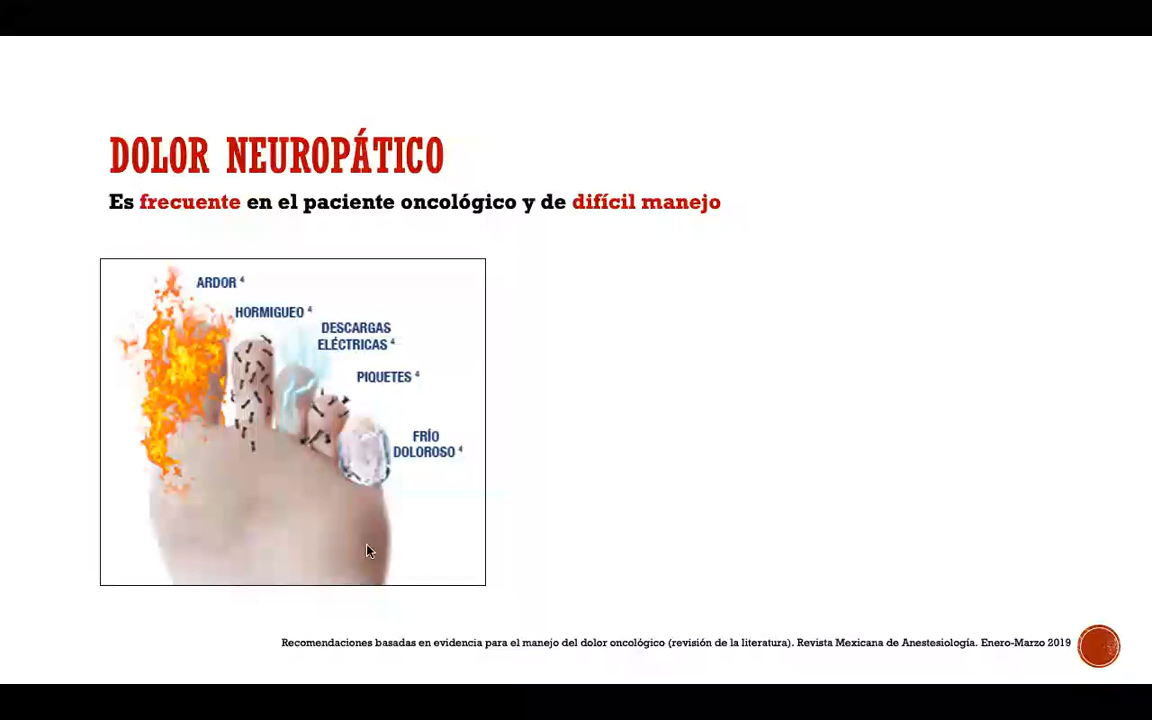 DOLOR NEUROPÁTICO
Es frecuente en el paciente oncológico y de difícil manejo
ARDOR ⁴
HORMIGUEO ⁴
DESCARGAS
ELÉCTRICAS ⁴
PIQUETES ⁴
FRÍO
DOLOROSO ⁴
Recomendaciones basadas en evidencia para el manejo del dolor oncológico (revisión de la literatura). Revista Mexicana de Anestesiología. Enero-Marzo 2019